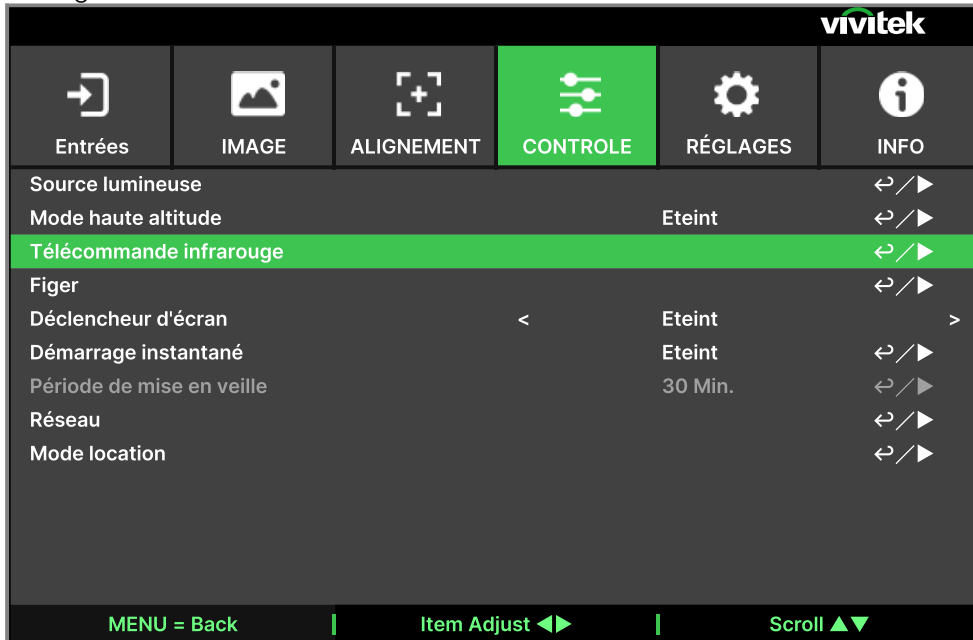 vivitek
Entrées IMAGE ALIGNEMENT CONTROLE RÉGLAGES INFO
Source lumineuse
Mode haute altitude Eteint
Télécommande infrarouge
Figer
Déclencheur d'écran < Eteint >
Démarrage instantané Eteint
Période de mise en veille 30 Min.
Réseau
Mode location
MENU = Back Item Adjust ◀▶ Scroll ▲▼